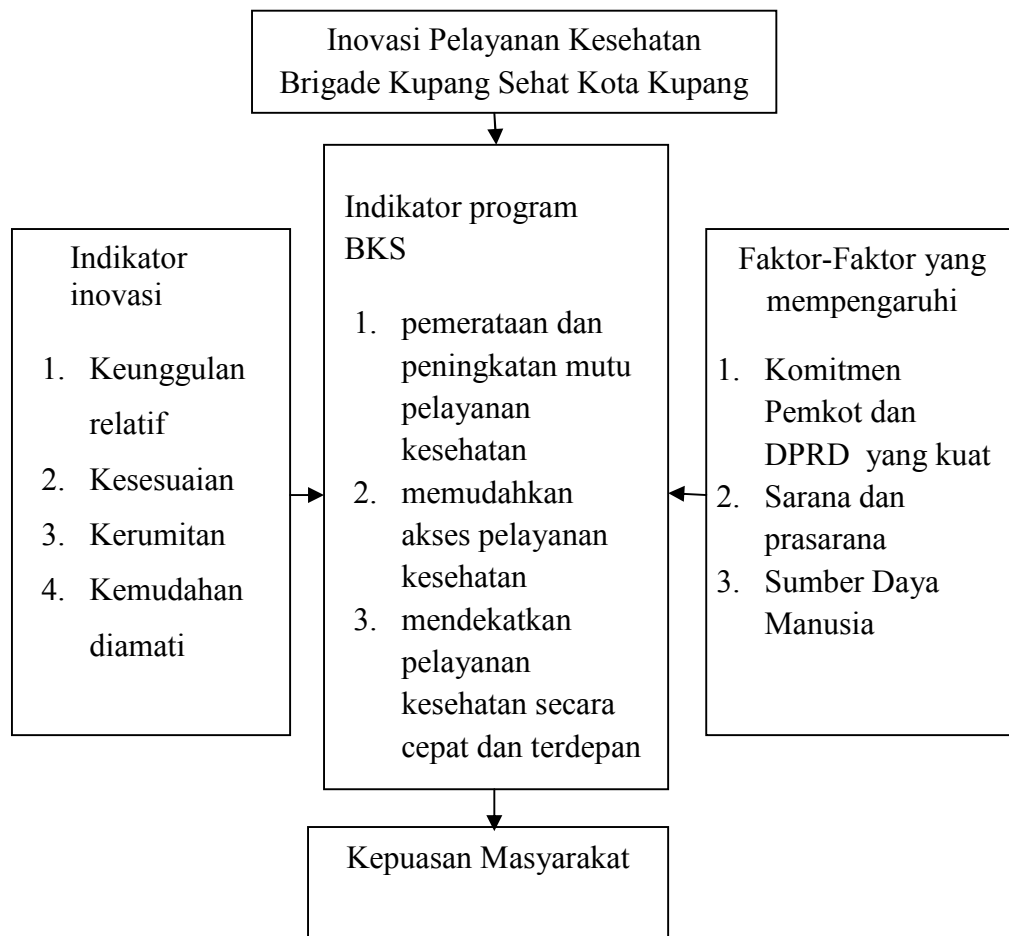 Inovasi Pelayanan Kesehatan
Brigade Kupang Sehat Kota Kupang
Indikator
inovasi
1. Keunggulan
relatif
2. Kesesuaian
3. Kerumitan
4. Kemudahan
diamati
Indikator program
BKS
1. pemerataan dan
peningkatan mutu
pelayanan
kesehatan
2. memudahkan
akses pelayanan
kesehatan
3. mendekatkan
pelayanan
kesehatan secara
cepat dan terdepan
Faktor-Faktor yang
mempengaruhi
1. Komitmen
Pemkot dan
DPRD yang kuat
2. Sarana dan
prasarana
3. Sumber Daya
Manusia
Kepuasan Masyarakat